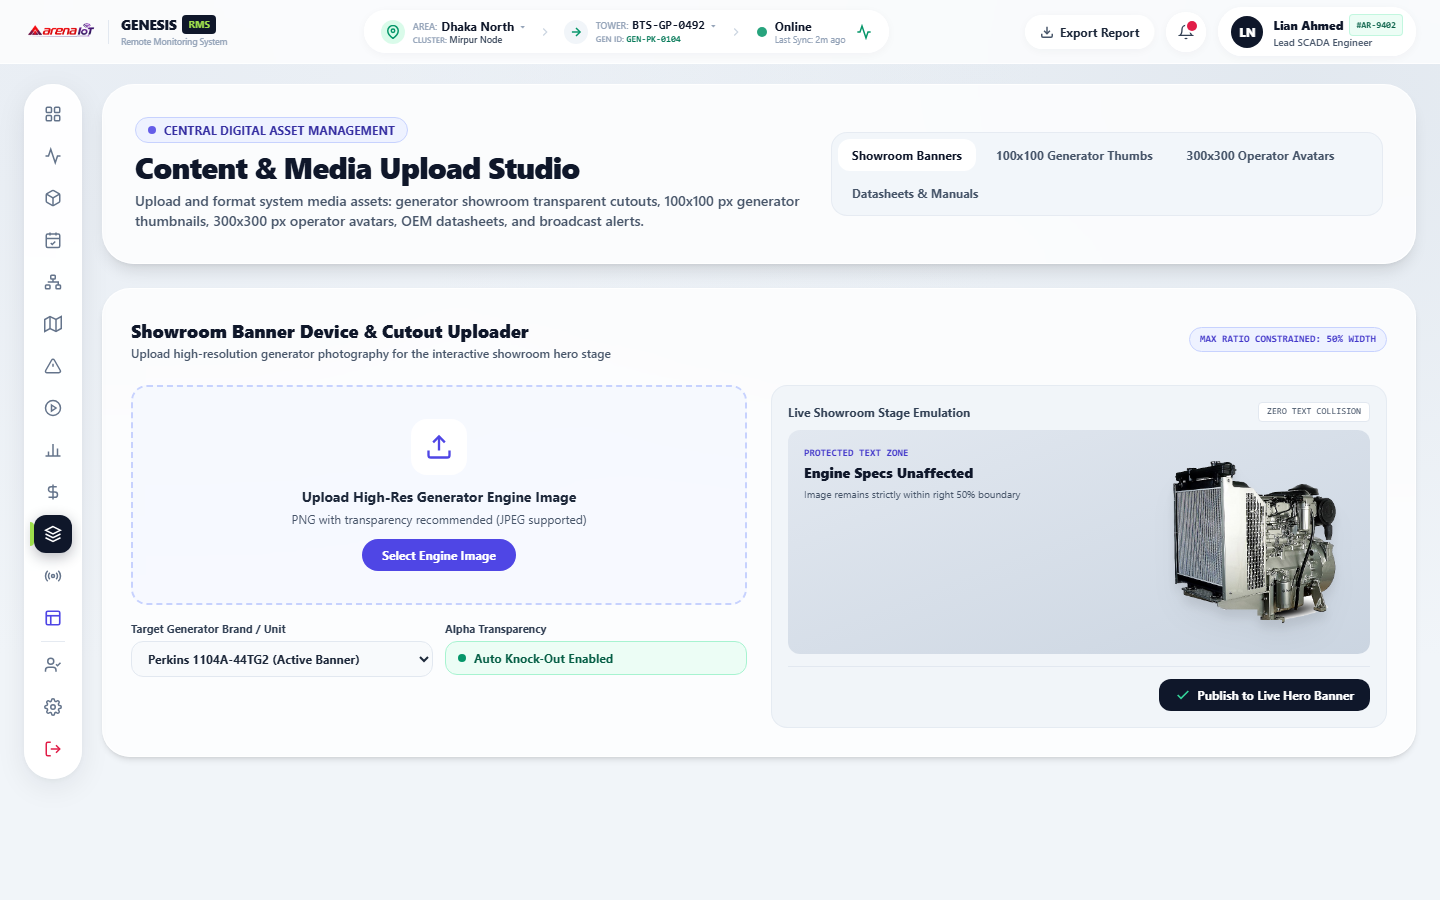 arenaIoT
GENESIS RMS
Remote Monitoring System
AREA: Dhaka North
CLUSTER: Mirpur Node
TOWER: BTS-GP-0492
GEN ID: GEN-PK-0104
Online
Last Sync: 2m ago
Export Report
LN
Lian Ahmed #AR-9402
Lead SCADA Engineer
CENTRAL DIGITAL ASSET MANAGEMENT
Content & Media Upload Studio
Upload and format system media assets: generator showroom transparent cutouts, 100x100 px generator
thumbnails, 300x300 px operator avatars, OEM datasheets, and broadcast alerts.
Showroom Banners 100x100 Generator Thumbs 300x300 Operator Avatars
Datasheets & Manuals
Showroom Banner Device & Cutout Uploader
Upload high-resolution generator photography for the interactive showroom hero stage
MAX RATIO CONSTRAINED: 50% WIDTH
Upload High-Res Generator Engine Image
PNG with transparency recommended (JPEG supported)
Select Engine Image
Target Generator Brand / Unit
Perkins 1104A-44TG2 (Active Banner)
Alpha Transparency
Auto Knock-Out Enabled
Live Showroom Stage Emulation
ZERO TEXT COLLISION
PROTECTED TEXT ZONE
Engine Specs Unaffected
Image remains strictly within right 50% boundary
Publish to Live Hero Banner